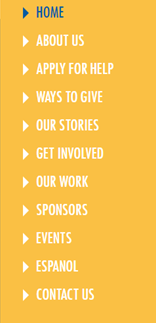 HOME
ABOUT US
APPLY FOR HELP
WAYS TO GIVE
OUR STORIES
GET INVOLVED
OUR WORK
SPONSORS
EVENTS
ESPANOL
CONTACT US